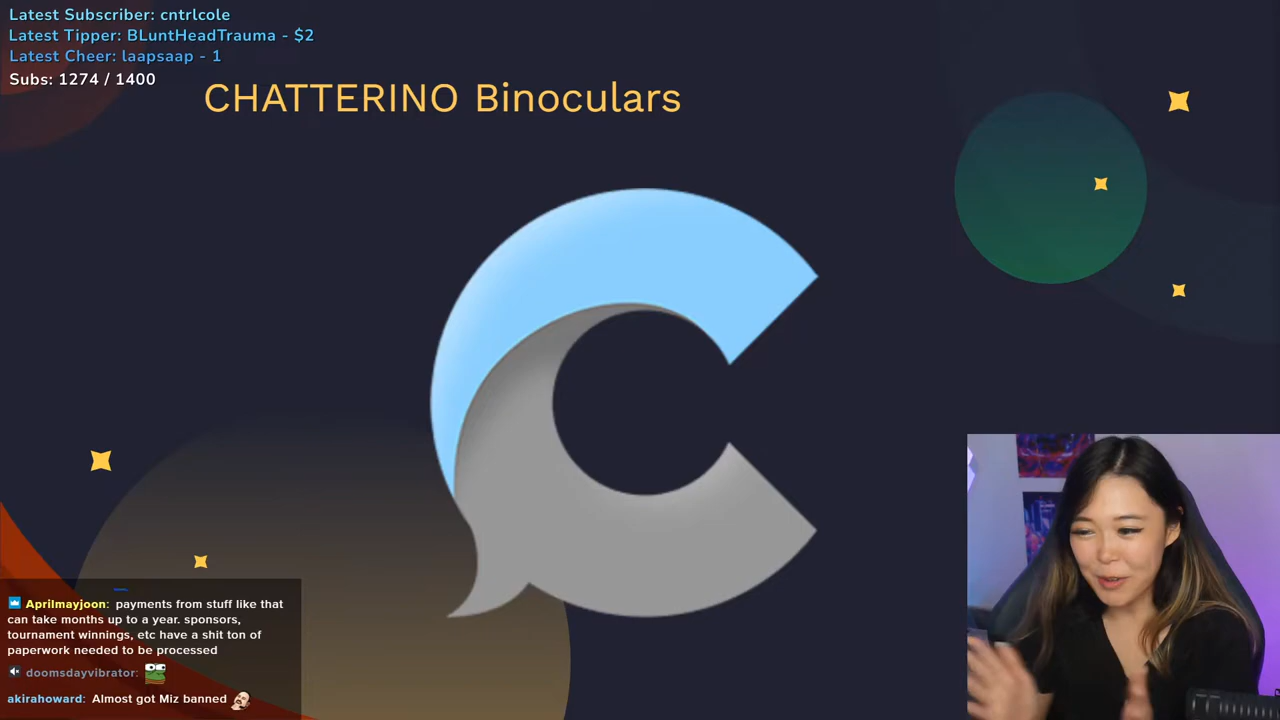 Latest Subscriber: cntrlcole
Latest Tipper: BLuntHeadTrauma - $2
Latest Cheer: laapsaap - 1
Subs: 1274 / 1400
CHATTERINO Binoculars
Aprilmayjoon: payments from stuff like that
can take months up to a year. sponsors,
tournament winnings, etc have a shit ton of
paperwork needed to be processed
doomsdayvibrator:
akirahoward: Almost got Miz banned